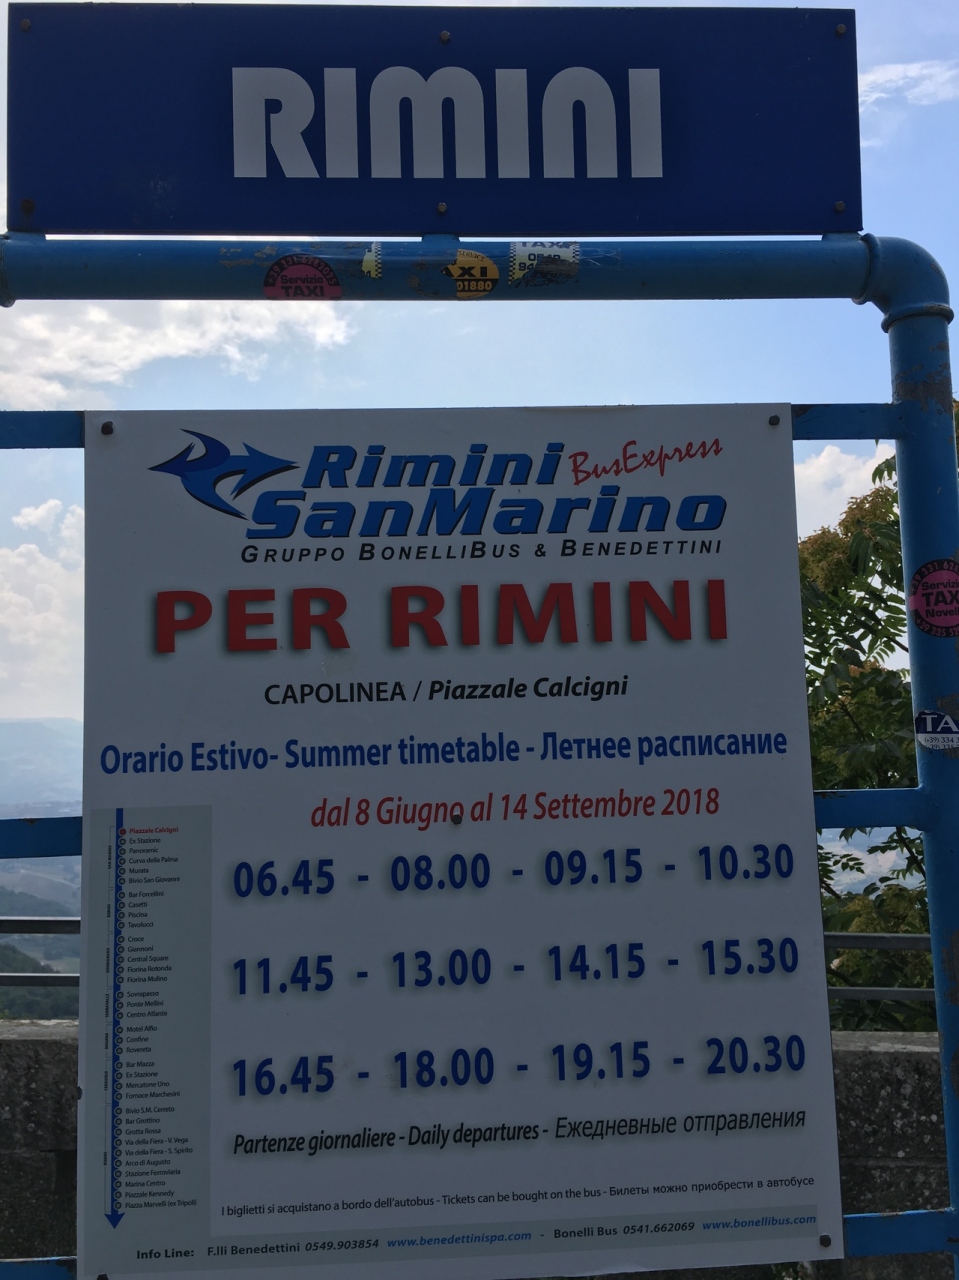 RIMINI
Servizio
TAXI
AXI
01880
TAXI
Rimini BusExpress
SanMarino
GRUPPO BONELLIBUS & BENEDETTINI
PER RIMINI
CAPOLINEA / Piazzale Calcigni
Orario Estivo- Summer timetable - Летнее расписание
dal 8 Giugno al 14 Settembre 2018
06.45 - 08.00 - 09.15 - 10.30
11.45 - 13.00 - 14.15 - 15.30
16.45 - 18.00 - 19.15 - 20.30
Partenze giornaliere - Daily departures - Ежедневные отправления
I biglietti si acquistano a bordo dell'autobus - Tickets can be bought on the bus - Билеты можно приобрести в автобусе
Info Line: F.lli Benedettini 0549.903854 www.benedettinispa.com - Bonelli Bus 0541.662069 www.bonellibus.com
Piazzale Calcigni
Ex Stazione
Panoramic
Curva della Palma
Murata
Bivio San Giovanni
Bar Forcellini
Casetti
Piscina
Tavolucci
Croce
Giannoni
Central Square
Fiorina Rotonda
Fiorina Mulino
Sovrapasso
Ponte Mellini
Centro Atlante
Motel Alfio
Confine
Rovereta
Bar Mazza
Ex Stazione
Mercatone Uno
Fornace Marchesini
Bivio S.M. Cerreto
Bar Grottino
Grotta Rossa
Via della Fiera - V. Vega
Via della Fiera - S. Spirito
Arco di Augusto
Stazione Ferroviaria
Marina Centro
Piazzale Kennedy
Piazza Marvelli (ex Tripoli)
Servizio
TAXI
Novell
TA